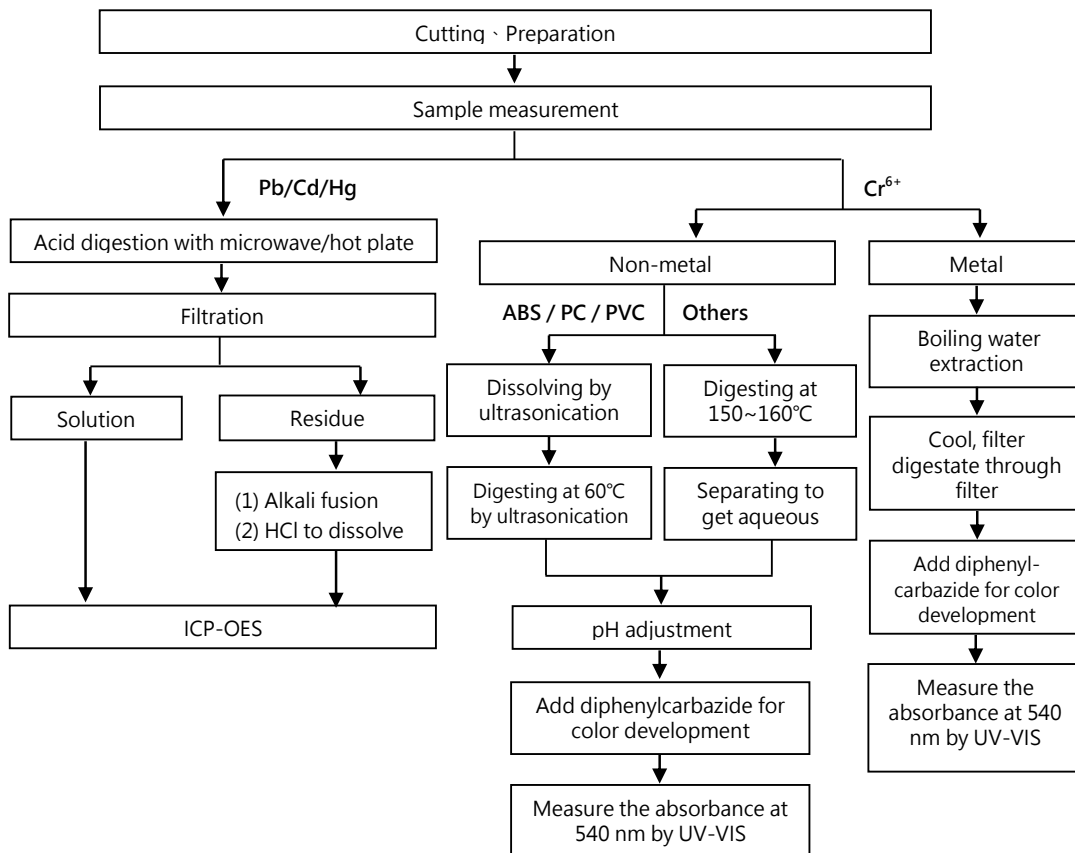 Cutting、Preparation
Sample measurement
Pb/Cd/Hg
Cr⁶⁺
Acid digestion with microwave/hot plate
Filtration
Solution
Residue
(1) Alkali fusion
(2) HCl to dissolve
ICP-OES
Non-metal
ABS / PC / PVC
Others
Dissolving by
ultrasonication
Digesting at 60℃
by ultrasonication
Digesting at
150~160℃
Separating to
get aqueous
pH adjustment
Add diphenylcarbazide for
color development
Measure the absorbance at
540 nm by UV-VIS
Metal
Boiling water
extraction
Cool, filter
digestate through
filter
Add diphenyl-
carbazide for color
development
Measure the
absorbance at 540
nm by UV-VIS